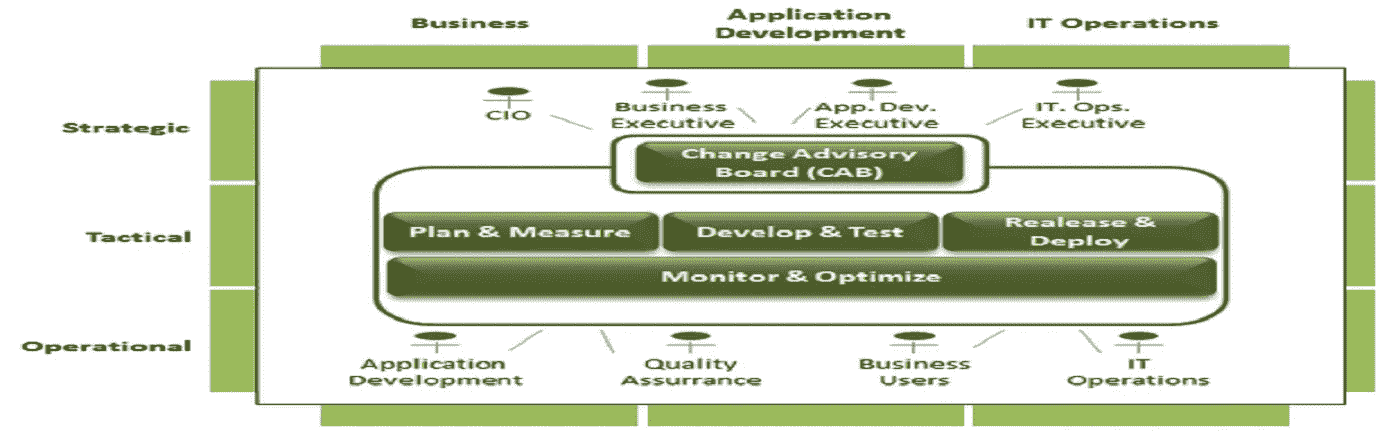 Business
Application
Development
IT Operations
Strategic
CIO
Business
Executive
App. Dev.
Executive
IT. Ops.
Executive
Change Advisory
Board (CAB)
Tactical
Plan & Measure
Develop & Test
Realease &
Deploy
Monitor & Optimize
Operational
Application
Development
Quality
Assurrance
Business
Users
IT
Operations